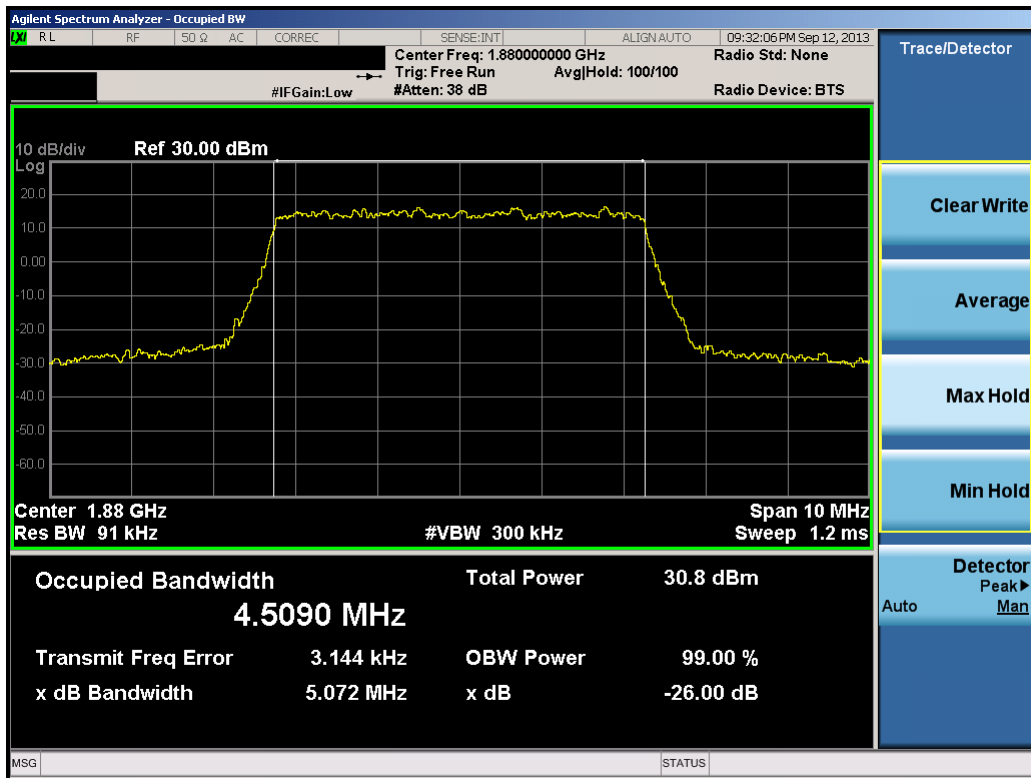 Agilent Spectrum Analyzer - Occupied BW
LXI RL RF 50 Ω AC CORREC SENSE:INT ALIGN AUTO 09:32:06 PM Sep 12, 2013
Center Freq: 1.880000000 GHz Radio Std: None
Trig: Free Run Avg|Hold: 100/100
#IFGain:Low #Atten: 38 dB Radio Device: BTS
10 dB/div Ref 30.00 dBm
Log
20.0
10.0
0.00
-10.0
-20.0
-30.0
-40.0
-50.0
-60.0
Center 1.88 GHz Span 10 MHz
Res BW 91 kHz #VBW 300 kHz Sweep 1.2 ms
Occupied Bandwidth Total Power 30.8 dBm
4.5090 MHz
Transmit Freq Error 3.144 kHz OBW Power 99.00 %
x dB Bandwidth 5.072 MHz x dB -26.00 dB
MSG STATUS
Trace/Detector
Clear Write
Average
Max Hold
Min Hold
Detector
Peak▶
Auto Man